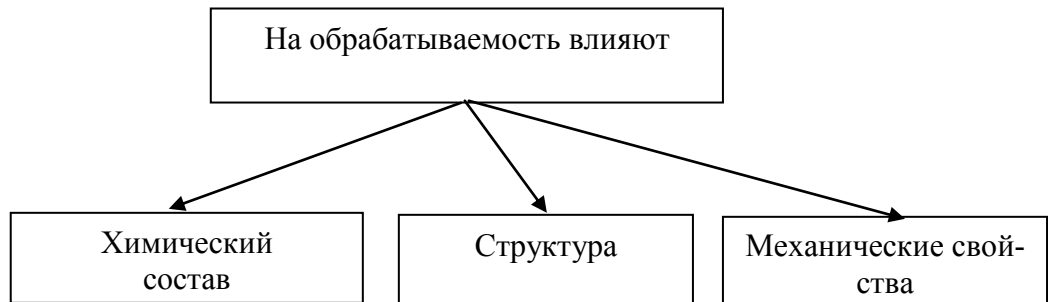 На обрабатываемость влияют
Химический
состав
Структура
Механические свой-
ства